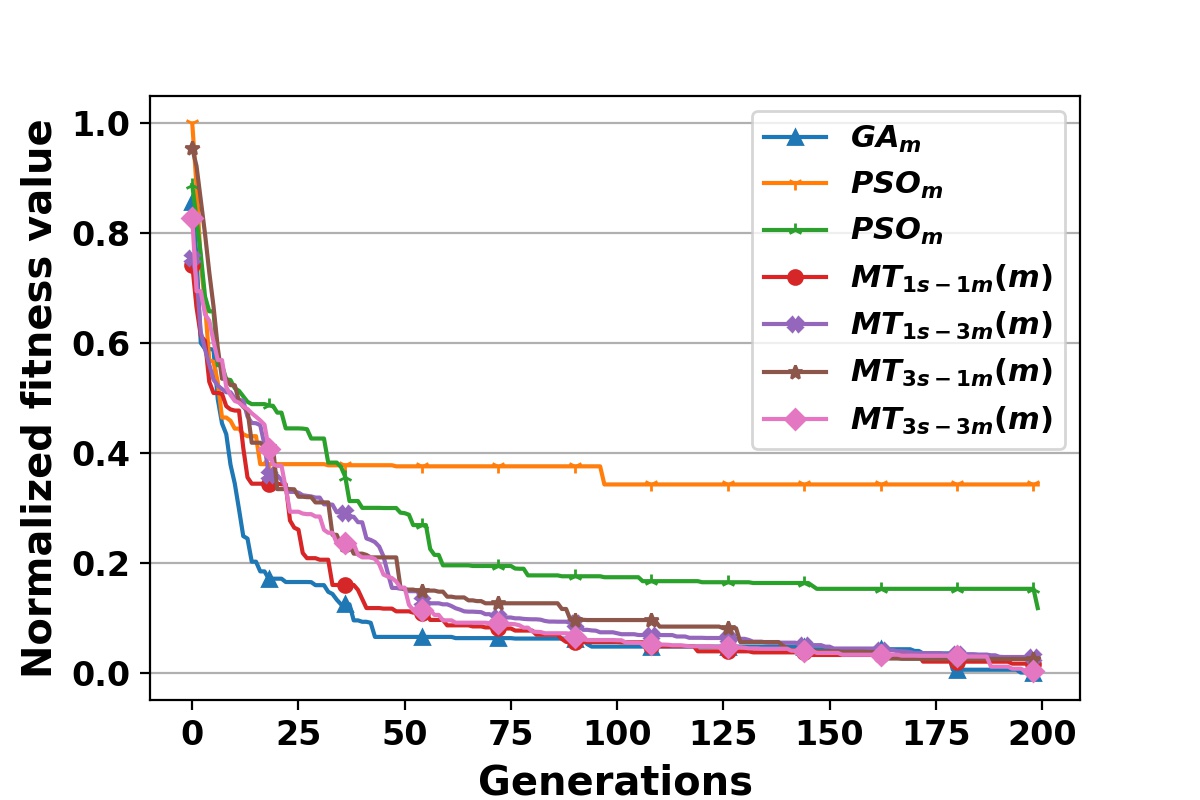 Normalized fitness value
1.0
0.8
0.6
0.4
0.2
0.0
GA_m
PSO_m
PSO_m
MT_{1s-1m}(m)
MT_{1s-3m}(m)
MT_{3s-1m}(m)
MT_{3s-3m}(m)
0 25 50 75 100 125 150 175 200
Generations